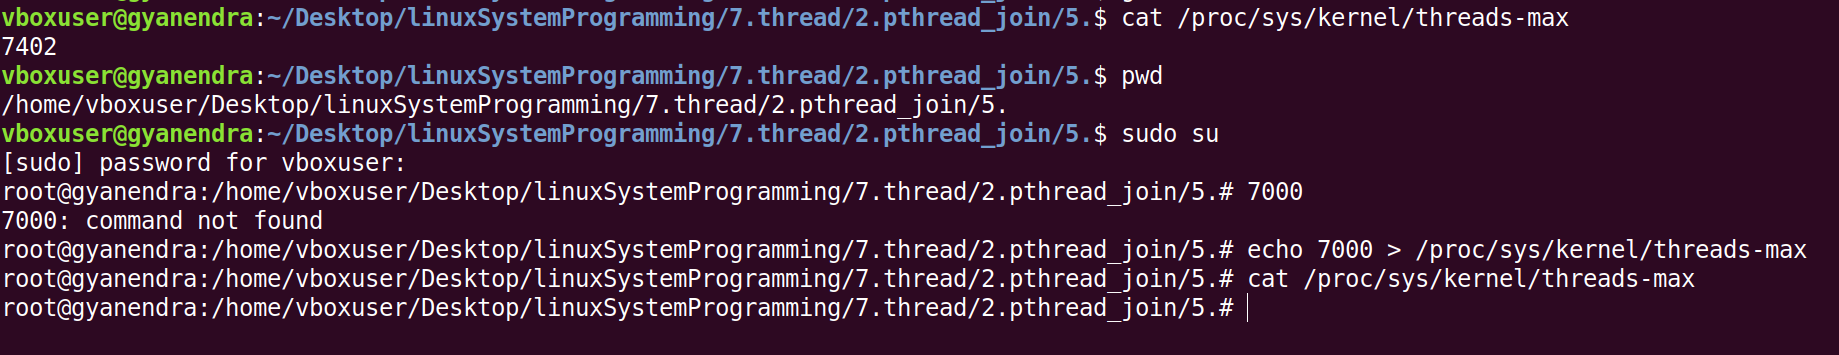 vboxuser@gyanendra:~/Desktop/linuxSystemProgramming/7.thread/2.pthread_join/5.$ cat /proc/sys/kernel/threads-max
7402
vboxuser@gyanendra:~/Desktop/linuxSystemProgramming/7.thread/2.pthread_join/5.$ pwd
/home/vboxuser/Desktop/linuxSystemProgramming/7.thread/2.pthread_join/5.
vboxuser@gyanendra:~/Desktop/linuxSystemProgramming/7.thread/2.pthread_join/5.$ sudo su
[sudo] password for vboxuser:
root@gyanendra:/home/vboxuser/Desktop/linuxSystemProgramming/7.thread/2.pthread_join/5.# 7000
7000: command not found
root@gyanendra:/home/vboxuser/Desktop/linuxSystemProgramming/7.thread/2.pthread_join/5.# echo 7000 > /proc/sys/kernel/threads-max
root@gyanendra:/home/vboxuser/Desktop/linuxSystemProgramming/7.thread/2.pthread_join/5.# cat /proc/sys/kernel/threads-max
root@gyanendra:/home/vboxuser/Desktop/linuxSystemProgramming/7.thread/2.pthread_join/5.#